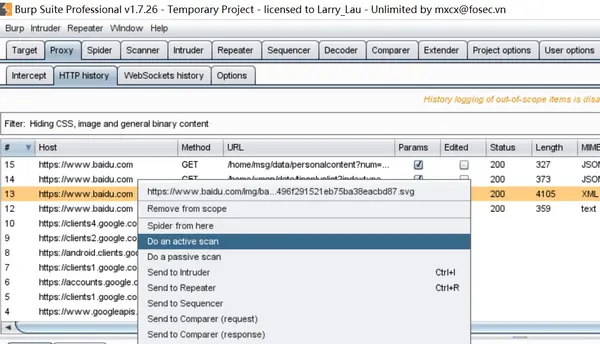 Burp Suite Professional v1.7.26 - Temporary Project - licensed to Larry_Lau - Unlimited by mxcx@fosec.vn
Burp Intruder Repeater Window Help
Target Proxy Spider Scanner Intruder Repeater Sequencer Decoder Comparer Extender Project options User options
Intercept HTTP history WebSockets history Options
History logging of out-of-scope items is disa
Filter: Hiding CSS, image and general binary content
# Host Method URL Params Edited Status Length MIME
15 https://www.baidu.com GET /home/msg/data/personalcontent?num=... 200 327 JSON
14 https://www.baidu.com 200 373 JSON
13 https://www.baidu.com 200 4105 XML
12 https://www.baidu.com 200 359 text
10 https://clients4.google.co
9 https://clients2.google.co
8 https://android.clients.go
7 https://clients1.google.co
6 https://accounts.google.c
5 https://clients1.google.co
4 https://www.googleapis.
https://www.baidu.com/img/ba...496f291521eb75ba38eacbd87.svg
Remove from scope
Spider from here
Do an active scan
Do a passive scan
Send to Intruder Ctrl+I
Send to Repeater Ctrl+R
Send to Sequencer
Send to Comparer (request)
Send to Comparer (response)